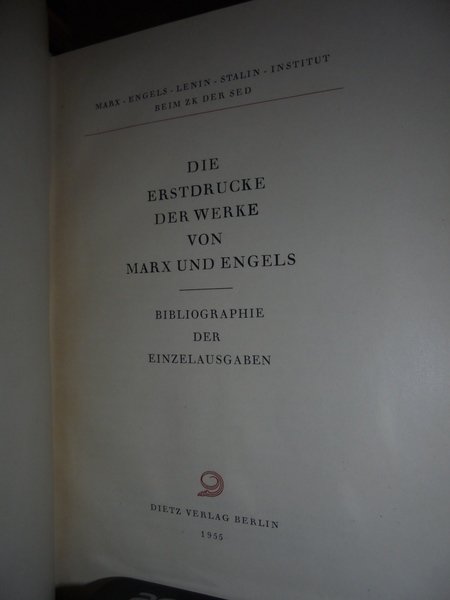 MARX - ENGELS - LENIN - STALIN - INSTITUT
BEIM ZK DER SED
DIE
ERSTDRUCKE
DER WERKE
VON
MARX UND ENGELS
BIBLIOGRAPHIE
DER
EINZELAUSGABEN
DIETZ VERLAG BERLIN
1955